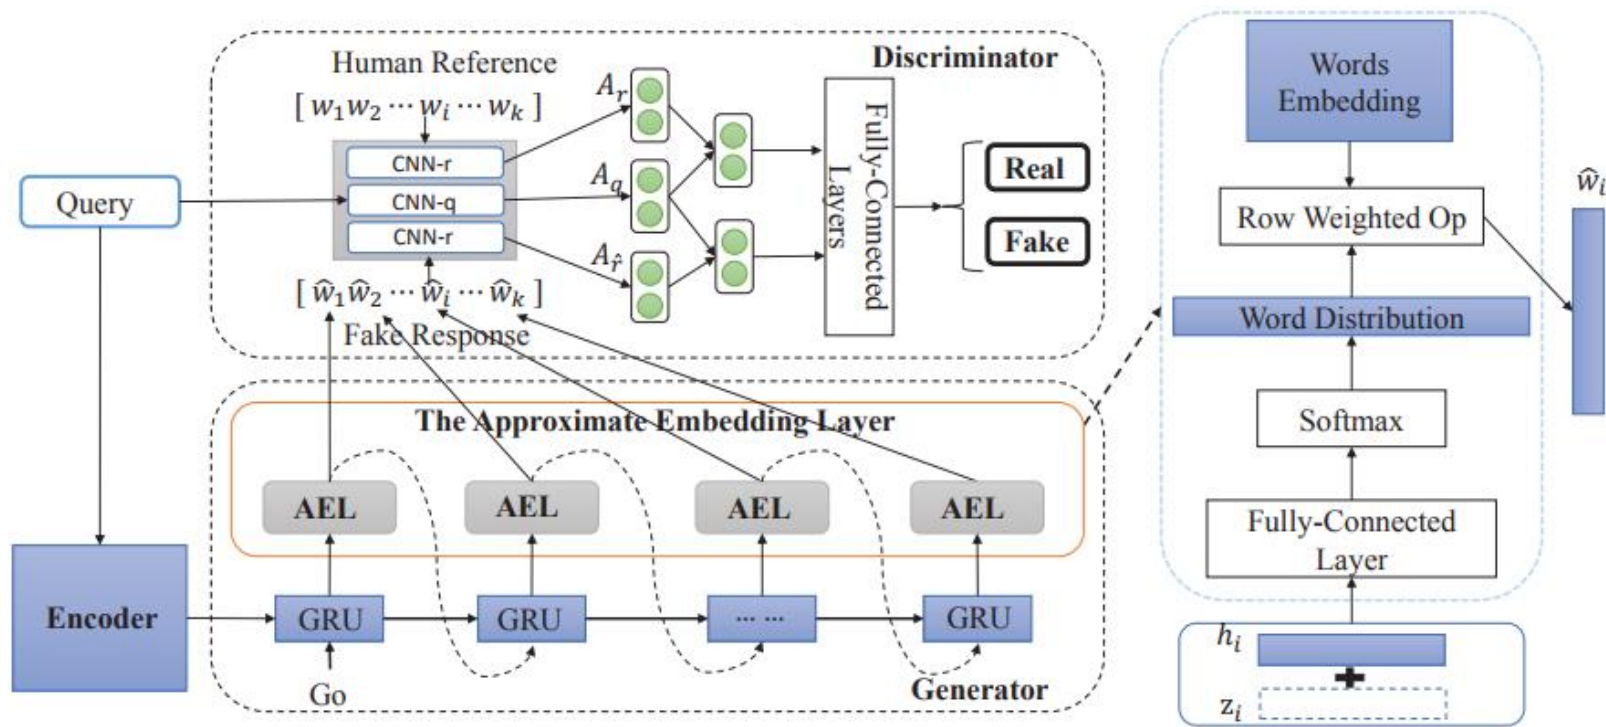 Discriminator
Human Reference
[ w₁w₂ ⋯ wᵢ ⋯ wₖ ]
CNN-r
CNN-q
CNN-r
[ ŵ₁ŵ₂ ⋯ ŵᵢ ⋯ ŵₖ ]
Fake Response
A_r
A_q
A_r̂
Fully-Connected
Layers
Real
Fake
Query
Encoder
The Approximate Embedding Layer
AEL
AEL
AEL
AEL
GRU
GRU
... ...
GRU
Go
Generator
Words
Embedding
Row Weighted Op
ŵᵢ
Word Distribution
Softmax
Fully-Connected
Layer
hᵢ
+
zᵢ